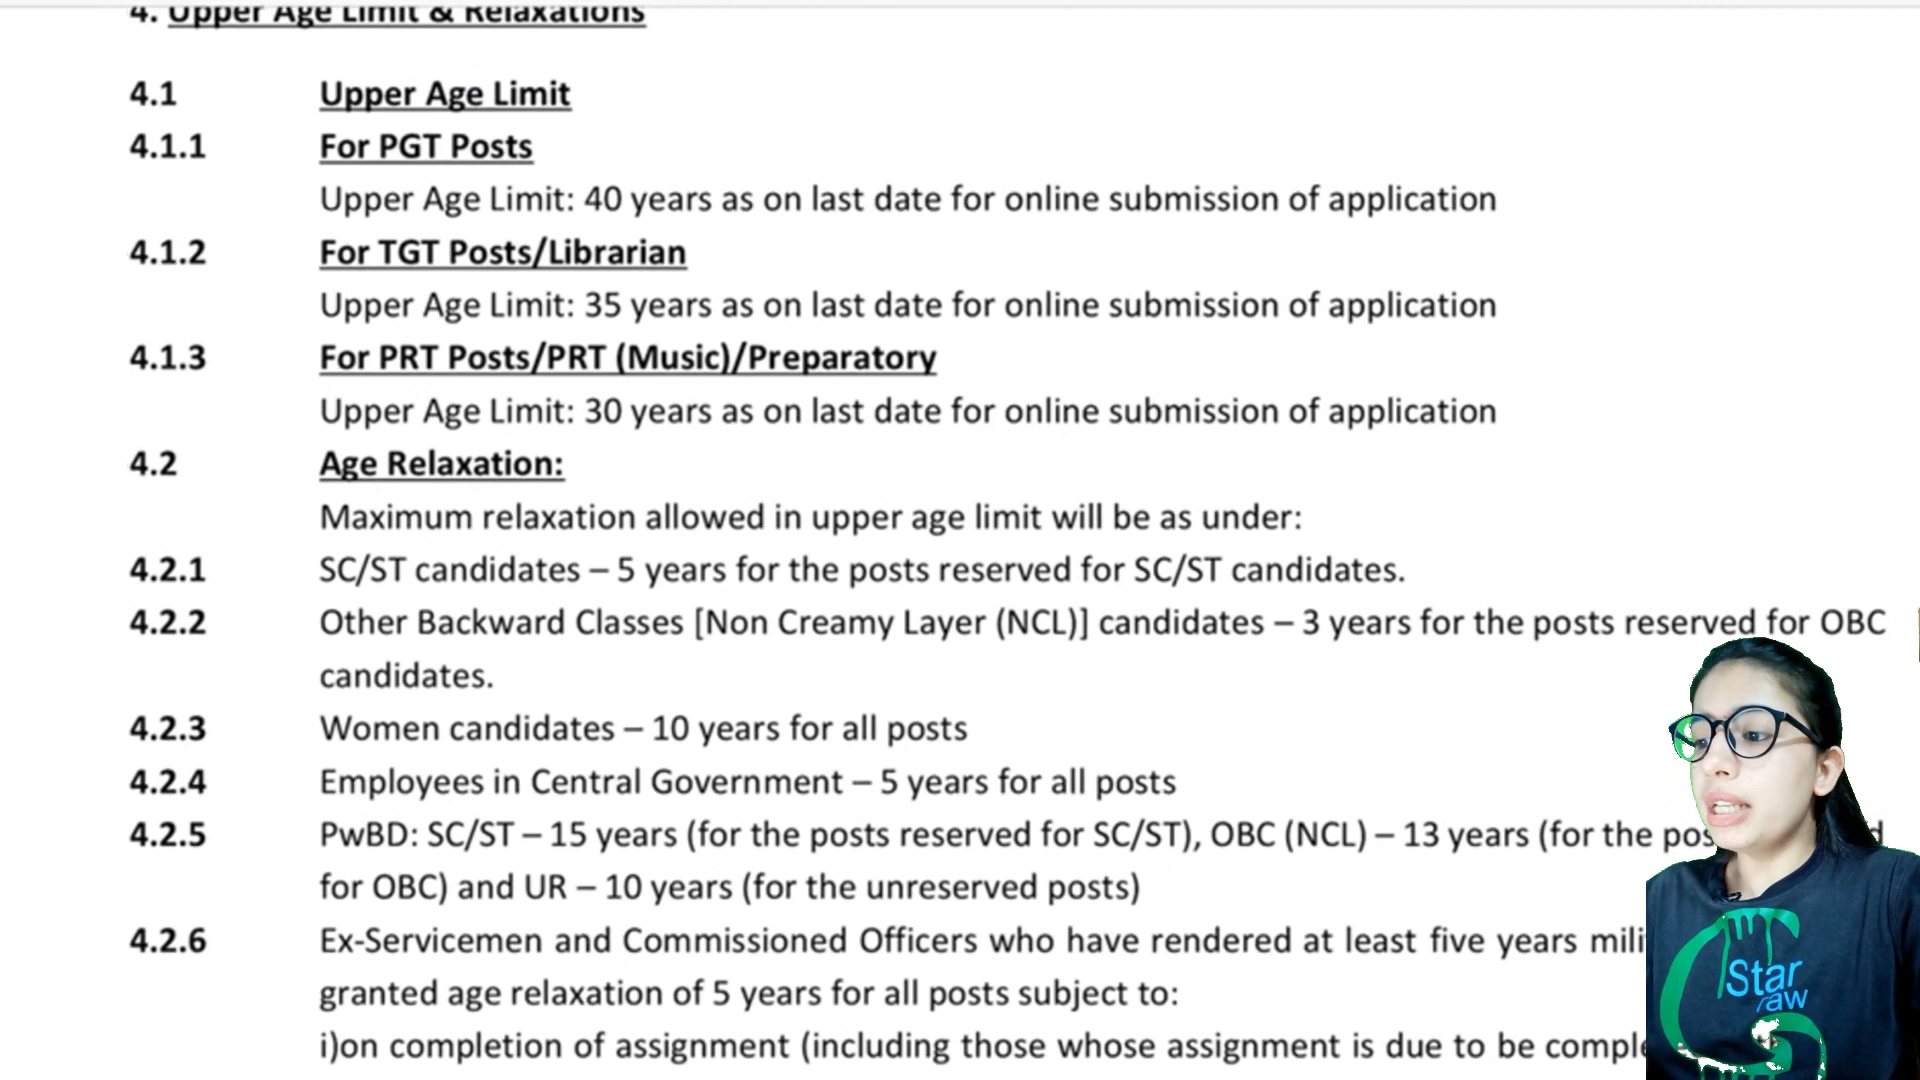 4. Upper Age Limit & Relaxations
4.1 Upper Age Limit
4.1.1 For PGT Posts
Upper Age Limit: 40 years as on last date for online submission of application
4.1.2 For TGT Posts/Librarian
Upper Age Limit: 35 years as on last date for online submission of application
4.1.3 For PRT Posts/PRT (Music)/Preparatory
Upper Age Limit: 30 years as on last date for online submission of application
4.2 Age Relaxation:
Maximum relaxation allowed in upper age limit will be as under:
4.2.1 SC/ST candidates – 5 years for the posts reserved for SC/ST candidates.
4.2.2 Other Backward Classes [Non Creamy Layer (NCL)] candidates – 3 years for the posts reserved for OBC
candidates.
4.2.3 Women candidates – 10 years for all posts
4.2.4 Employees in Central Government – 5 years for all posts
4.2.5 PwBD: SC/ST – 15 years (for the posts reserved for SC/ST), OBC (NCL) – 13 years (for the
for OBC) and UR – 10 years (for the unreserved posts)
4.2.6 Ex-Servicemen and Commissioned Officers who have rendered at least five years
granted age relaxation of 5 years for all posts subject to:
i)on completion of assignment (including those whose assignment is due to be
Star
raw